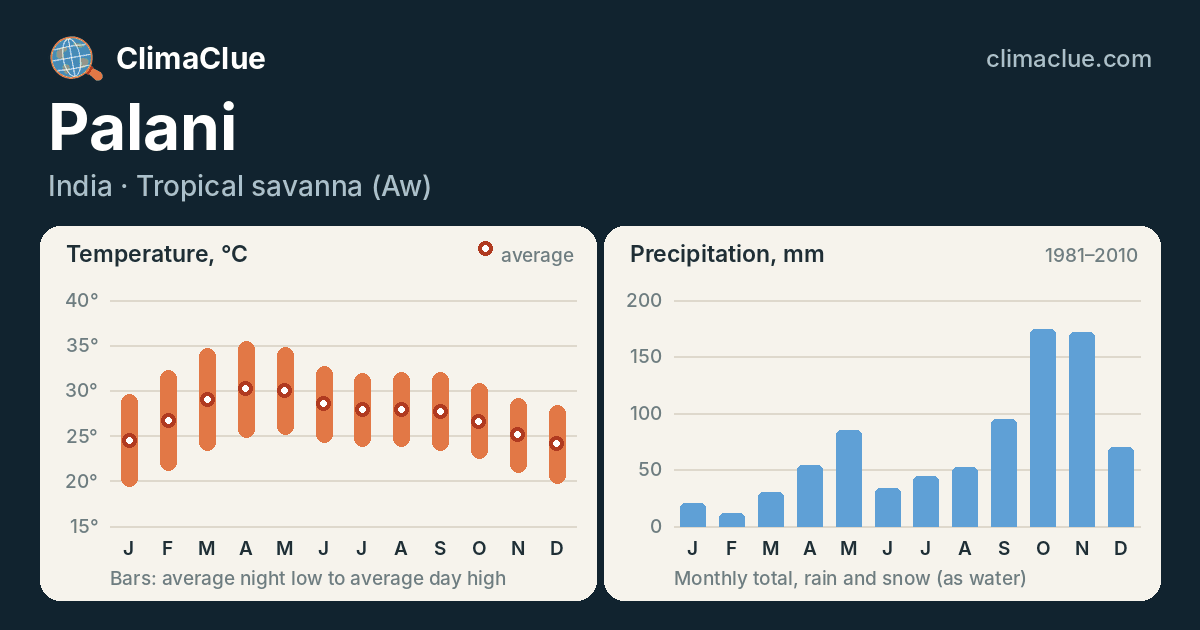 ClimaClue
climaclue.com
Palani
India · Tropical savanna (Aw)
Temperature, °C
average
40°
35°
30°
25°
20°
15°
J F M A M J J A S O N D
Bars: average night low to average day high
Precipitation, mm
1981–2010
200
150
100
50
0
J F M A M J J A S O N D
Monthly total, rain and snow (as water)